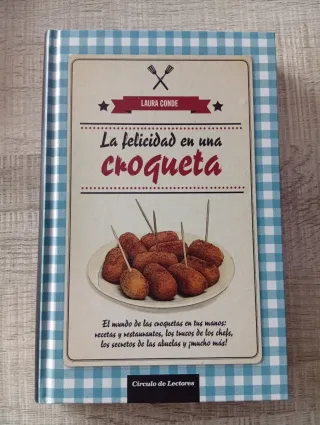 LAURA CONDE
La felicidad en una
croqueta
El mundo de las croquetas en tus manos:
recetas y restaurantes, los trucos de los chefs,
los secretos de las abuelas y ¡mucho más!
Círculo de Lectores